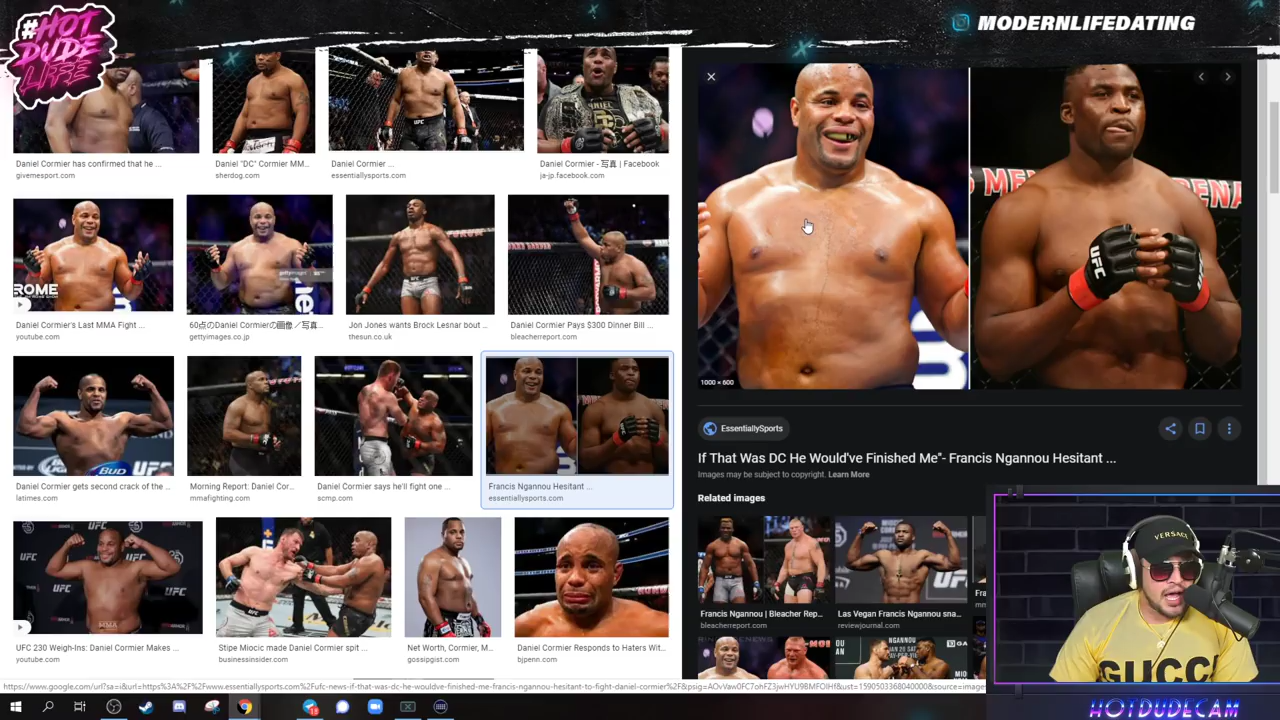 #HOT
DUDE
LIFE
MODERNLIFEDATING
Daniel Cormier has confirmed that he ...
givemesport.com
Daniel "DC" Cormier MM...
sherdog.com
Daniel Cormier ...
essentiallysports.com
Daniel Cormier - 写真 | Facebook
ja-jp.facebook.com
ROME
Daniel Cormier's Last MMA Fight ...
youtube.com
60点のDaniel Cormierの画像／写真...
gettyimages.co.jp
Jon Jones wants Brock Lesnar bout ...
thesun.co.uk
Daniel Cormier Pays $300 Dinner Bill ...
bleacherreport.com
Daniel Cormier gets second crack of the ...
latimes.com
Morning Report: Daniel Cor...
mmafighting.com
Daniel Cormier says he'll fight one ...
scmp.com
Francis Ngannou Hesitant ...
essentiallysports.com
UFC 230 Weigh-Ins: Daniel Cormier Makes ...
youtube.com
Stipe Miocic made Daniel Cormier spit ...
businessinsider.com
Net Worth, Cormier, M...
gossipgist.com
Daniel Cormier Responds to Haters Wit...
bjpenn.com
UFC
1000 × 600
EssentiallySports
If That Was DC He Would've Finished Me"- Francis Ngannou Hesitant ...
Images may be subject to copyright. Learn More
Related images
Francis Ngannou | Bleacher Rep...
bleacherreport.com
Las Vegan Francis Ngannou sna...
reviewjournal.com
VERSACE
GUCCI
HOTDUDECAM